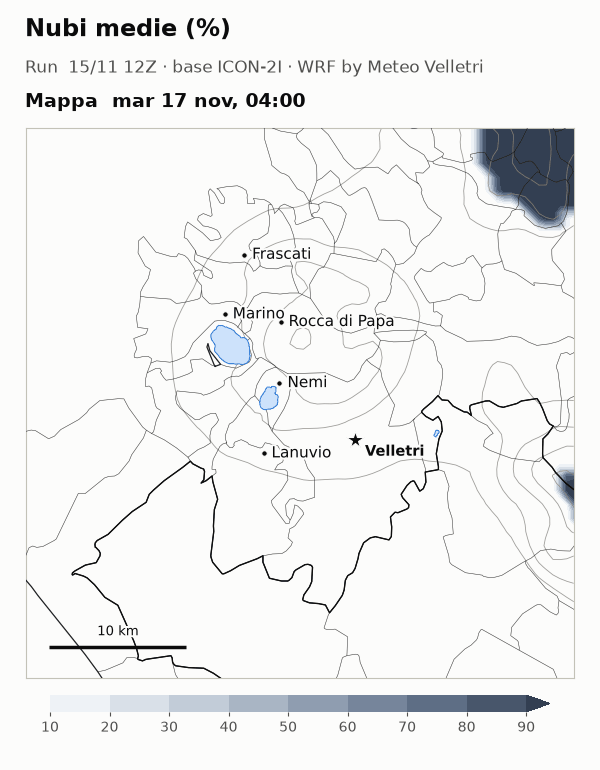 Nubi medie (%)
Run  15/11 12Z · base ICON-2I · WRF by Meteo Velletri
Mappa  mar 17 nov, 04:00
Frascati
Marino
Rocca di Papa
Nemi
Velletri
Lanuvio
10 km
10 20 30 40 50 60 70 80 90